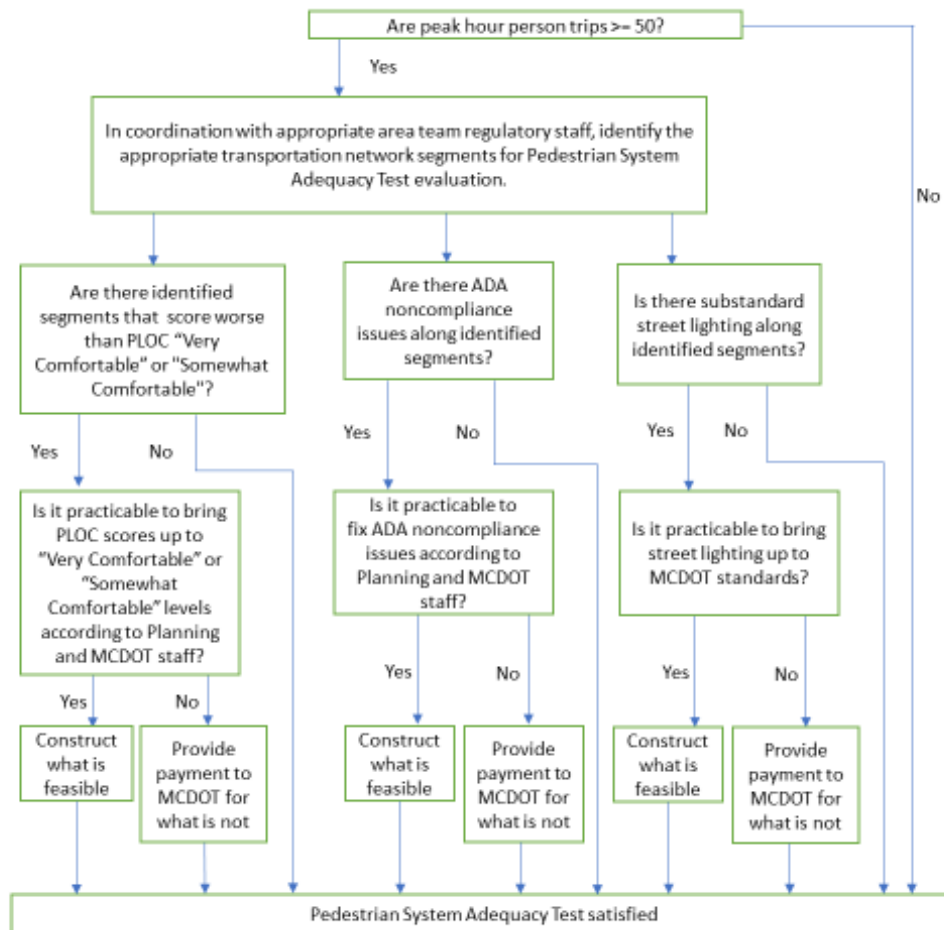 Are peak hour person trips >= 50?
Yes
No
In coordination with appropriate area team regulatory staff, identify the
appropriate transportation network segments for Pedestrian System
Adequacy Test evaluation.
Are there identified
segments that score worse
than PLOC “Very
Comfortable” or "Somewhat
Comfortable"?
Yes
No
Is it practicable to bring
PLOC scores up to
“Very Comfortable” or
“Somewhat
Comfortable” levels
according to Planning
and MCDOT staff?
Yes
No
Construct
what is
feasible
Provide
payment to
MCDOT for
what is not
Are there ADA
noncompliance
issues along identified
segments?
Yes
No
Is it practicable to
fix ADA noncompliance
issues according to
Planning and MCDOT
staff?
Yes
No
Construct
what is
feasible
Provide
payment to
MCDOT for
what is not
Is there substandard
street lighting along
identified segments?
Yes
No
Is it practicable to bring
street lighting up to
MCDOT standards?
Yes
No
Construct
what is
feasible
Provide
payment to
MCDOT for
what is not
Pedestrian System Adequacy Test satisfied